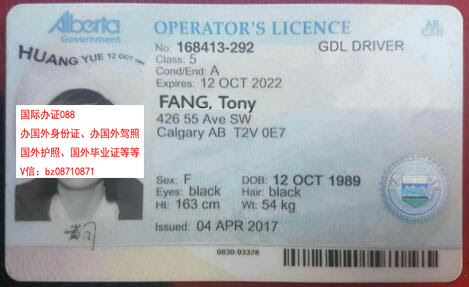 Alberta
Government
OPERATOR'S LICENCE
AB
CAN
No: 168413-292 GDL DRIVER
Class: 5
Cond/End: A
Expires: 12 OCT 2022
HUANG YUE 12 OCT
FANG, Tony
426 55 Ave SW
Calgary AB T2V 0E7
国际办证088
办国外身份证、办国外驾照
国外护照、国外毕业证等等
V信：bz08710871
Sex: F DOB: 12 OCT 1989
Eyes: black Hair: black
Ht: 163 cm Wt: 54 kg
Issued: 04 APR 2017
0830-93328